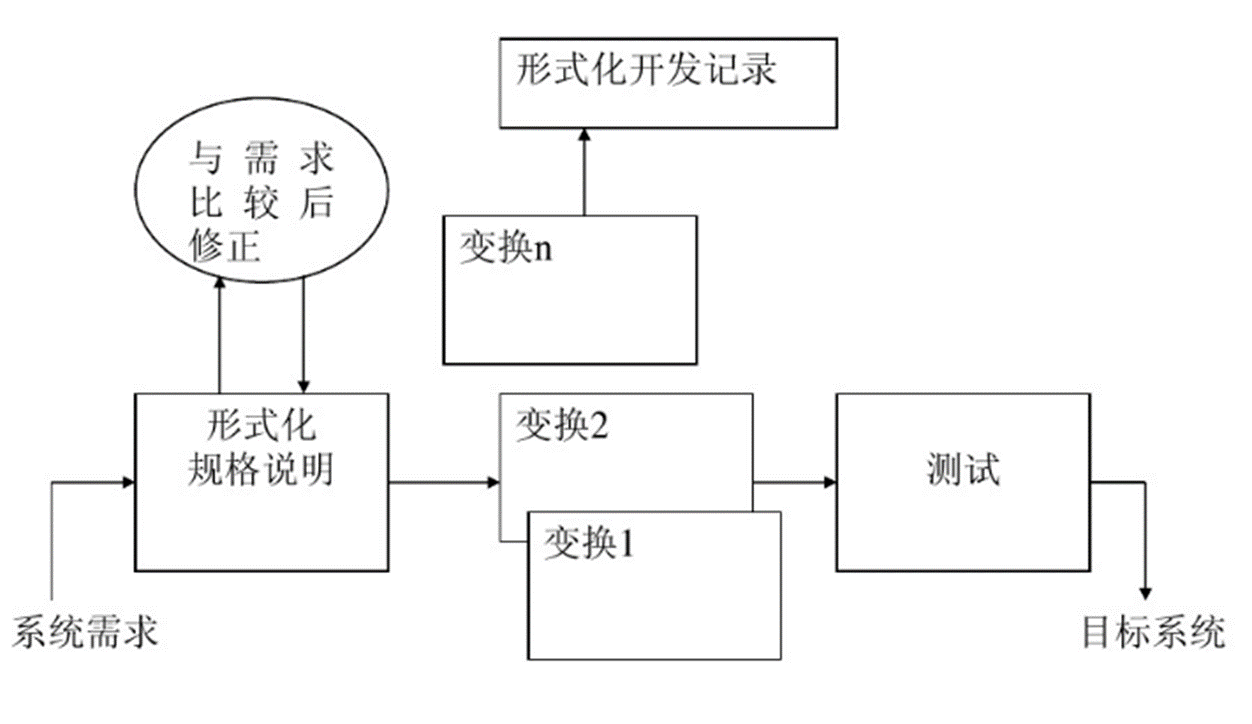 形式化开发记录
与需求
比较后
修正
变换n
形式化
规格说明
变换2
测试
变换1
系统需求
目标系统